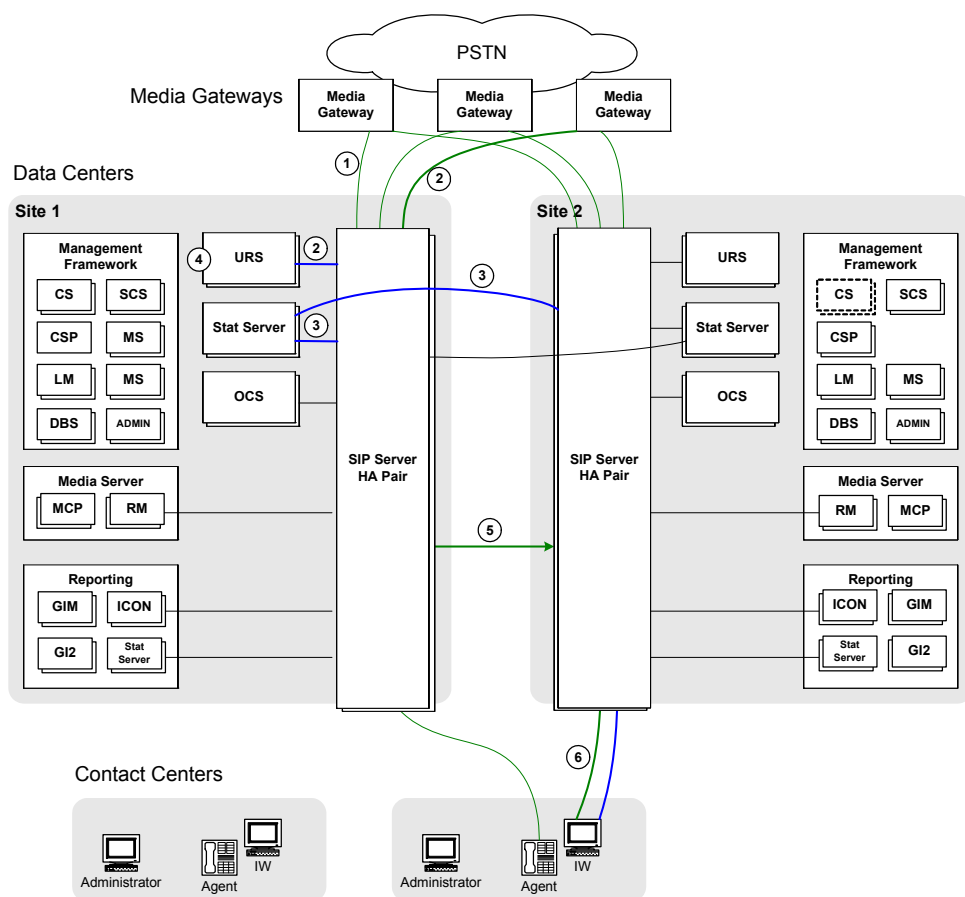 PSTN
Media Gateways
Media
Gateway
Media
Gateway
Media
Gateway
1
2
Data Centers
Site 1
Management
Framework
CS
SCS
CSP
MS
LM
MS
DBS
ADMIN
4
URS
2
Stat Server
3
OCS
3
SIP Server
HA Pair
Media Server
MCP
RM
Reporting
GIM
ICON
GI2
Stat
Server
5
Site 2
SIP Server
HA Pair
URS
Stat Server
OCS
Management
Framework
CS
SCS
CSP
LM
MS
DBS
ADMIN
Media Server
RM
MCP
Reporting
ICON
GIM
Stat
Server
GI2
6
Contact Centers
Administrator
Agent
IW
Administrator
Agent
IW